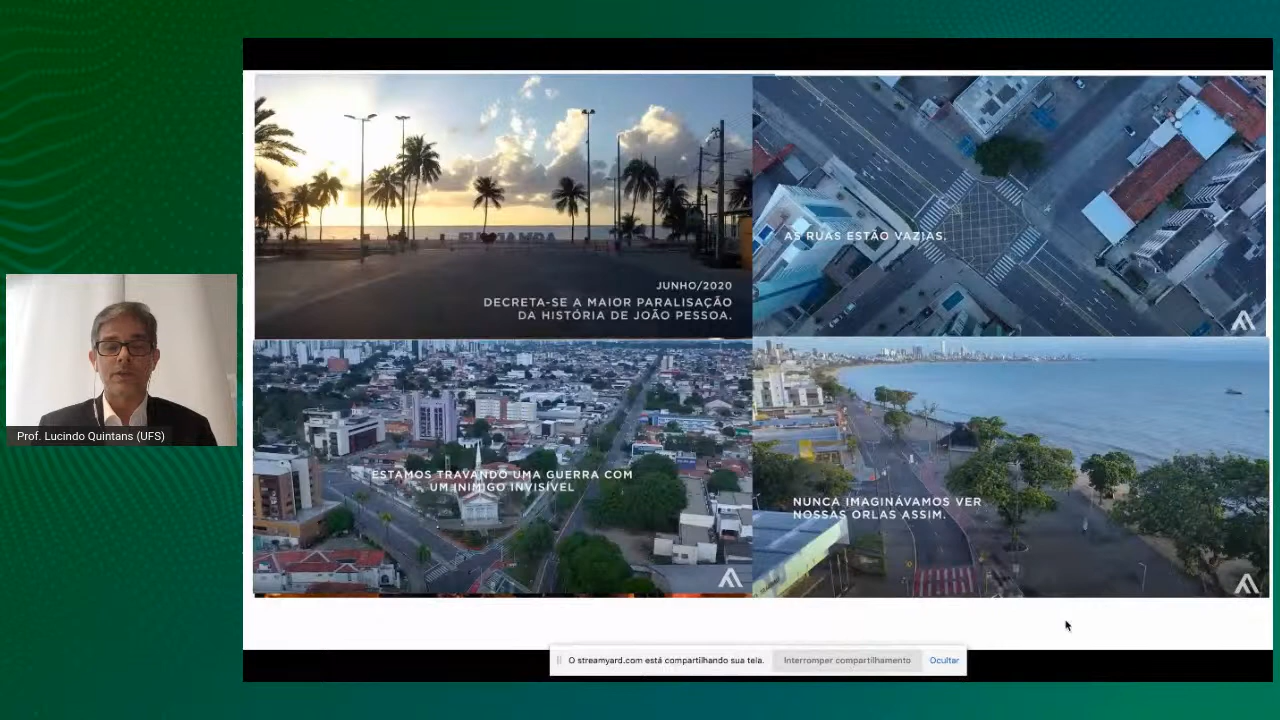 JUNHO/2020
DECRETA-SE A MAIOR PARALISAÇÃO
DA HISTÓRIA DE JOÃO PESSOA.
AS RUAS ESTÃO VAZIAS.
ESTAMOS TRAVANDO UMA GUERRA COM
UM INIMIGO INVISÍVEL
NUNCA IMAGINÁVAMOS VER
NOSSAS ORLAS ASSIM.
Prof. Lucindo Quintans (UFS)
O streamyard.com está compartilhando sua tela.
Interromper compartilhamento
Ocultar